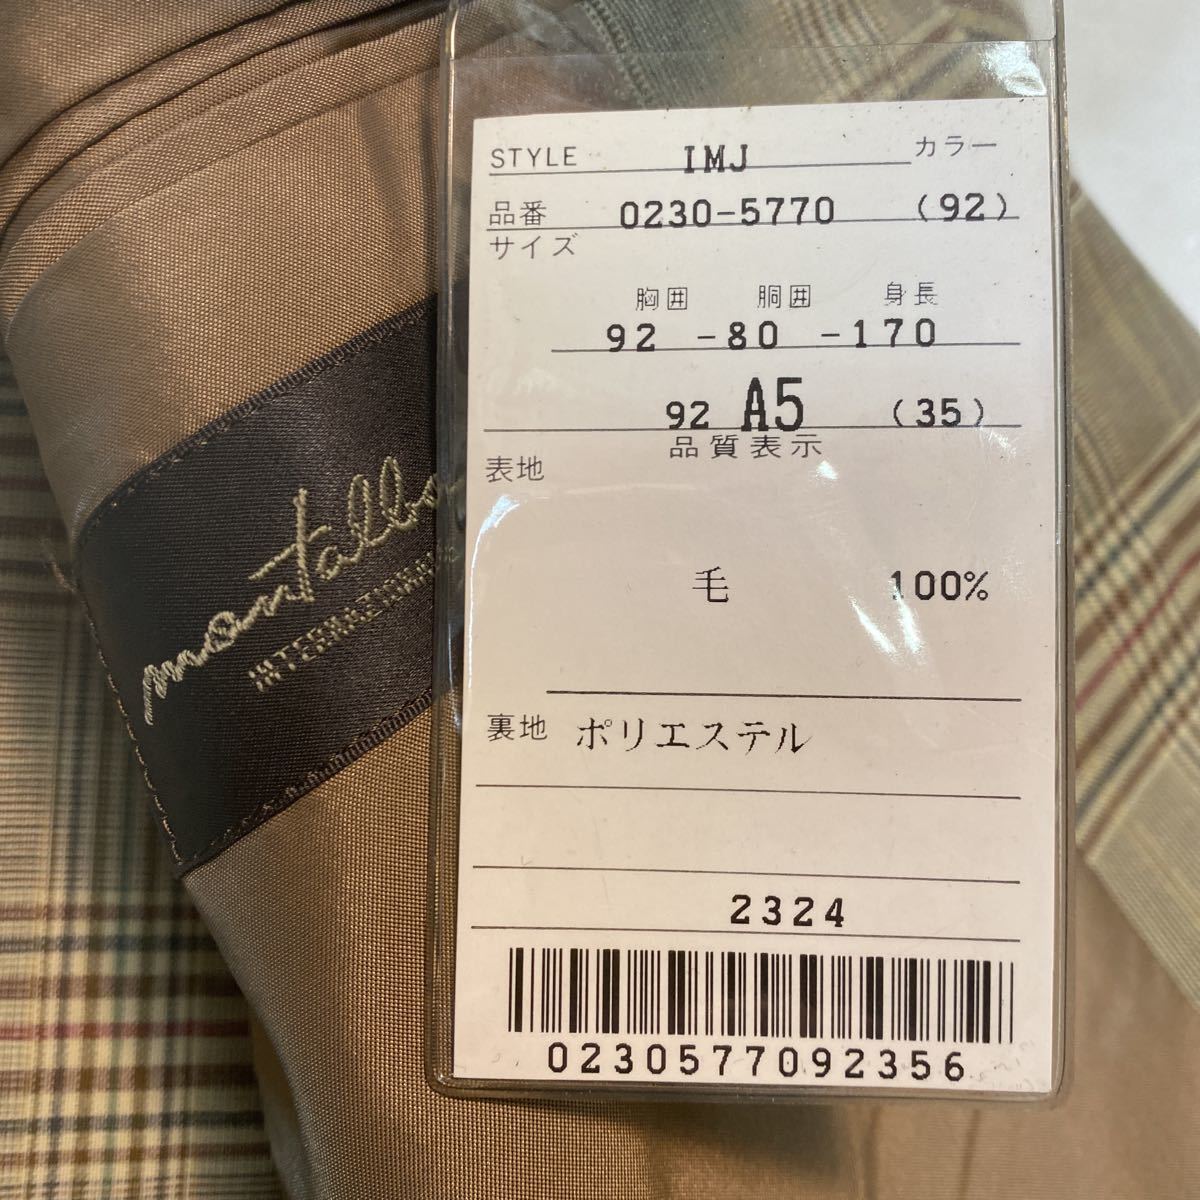 STYLE IMJ カラー
品番 0230-5770 (92)
サイズ
胸囲 胴囲 身長
92 -80 -170
92 A5 (35)
品質表示
表地
毛 100%
裏地 ポリエステル
2324
0230577092356